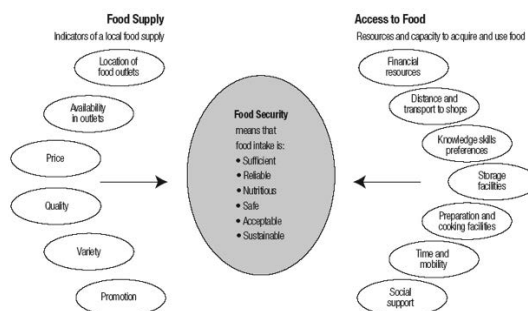 Food Supply
Indicators of a local food supply
Location of
food outlets
Availability
in outlets
Price
Quality
Variety
Promotion
Food Security
means that
food intake is:
• Sufficient
• Reliable
• Nutritious
• Safe
• Acceptable
• Sustainable
Access to Food
Resources and capacity to acquire and use food
Financial
resources
Distance and
transport to shops
Knowledge skills
preferences
Storage
facilities
Preparation and
cooking facilities
Time and
mobility
Social
support